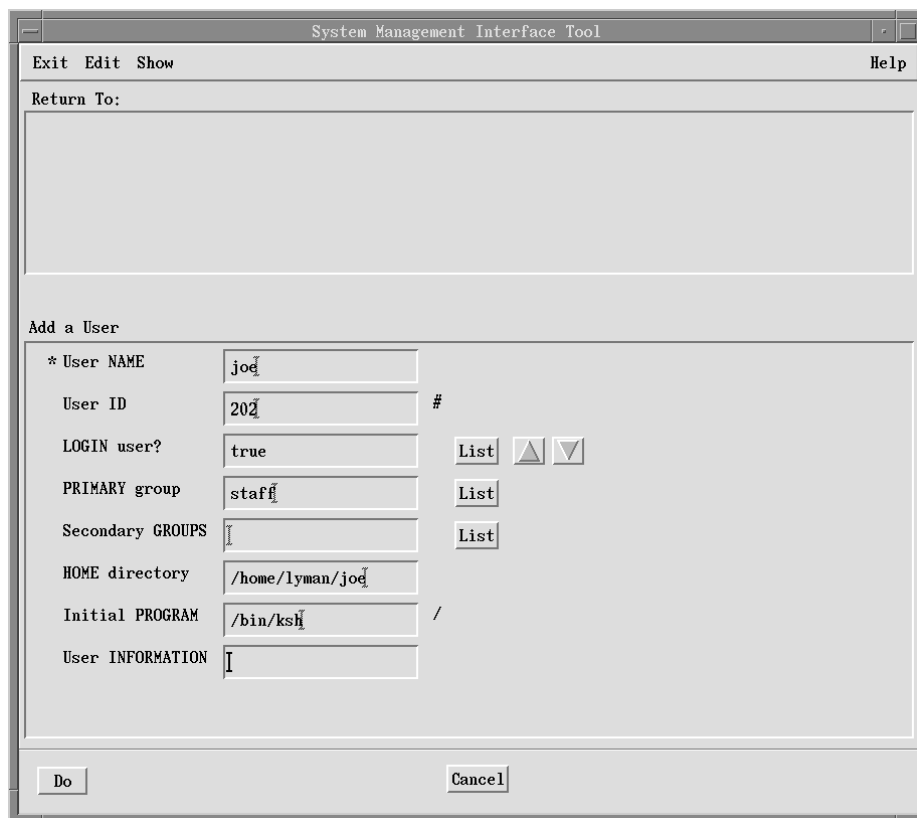 System Management Interface Tool
Exit Edit Show Help
Return To:
Add a User
* User NAME joe
User ID 202 #
LOGIN user? true List
PRIMARY group staff List
Secondary GROUPS List
HOME directory /home/lyman/joe
Initial PROGRAM /bin/ksh /
User INFORMATION
Do Cancel